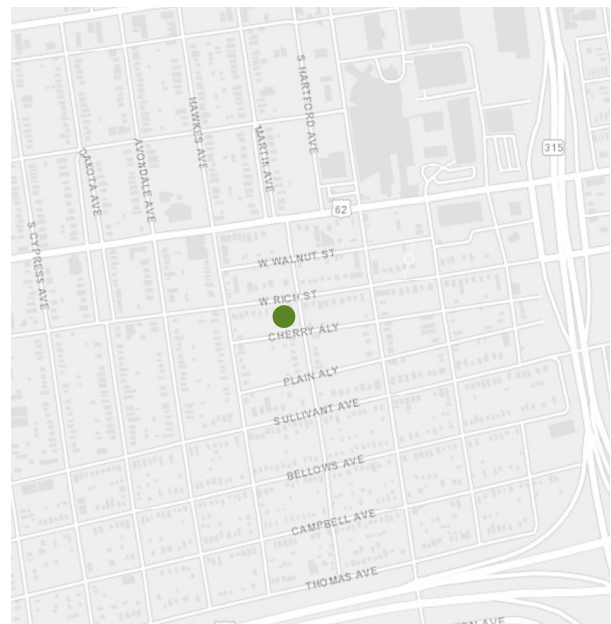 S HARTFORD AVE
HAWKES AVE
MARTIN AVE
AVONDALE AVE
DAKOTA AVE
315
62
S CYPRESS AVE
W WALNUT ST
W RICH ST
CHERRY ALY
PLAIN ALY
SULLIVANT AVE
BELLOWS AVE
CAMPBELL AVE
THOMAS AVE
AVE